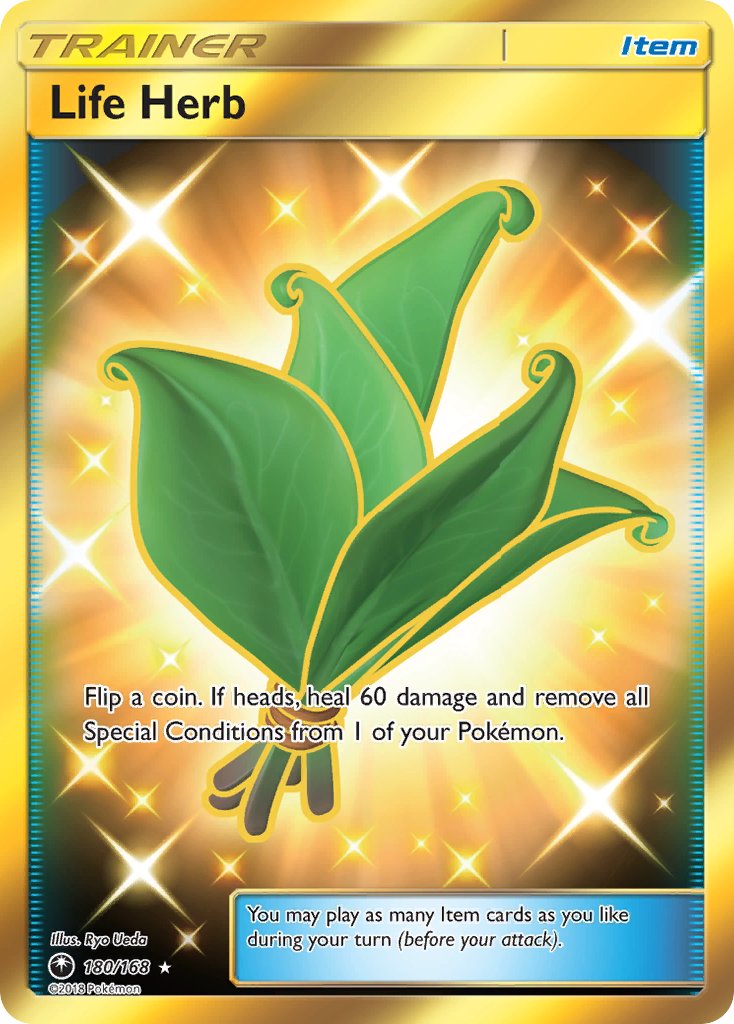 TRAINER
Item
Life Herb
Flip a coin. If heads, heal 60 damage and remove all
Special Conditions from 1 of your Pokémon.
You may play as many Item cards as you like
during your turn (before your attack).
Illus. Ryo Ueda
180/168
©2018 Pokémon